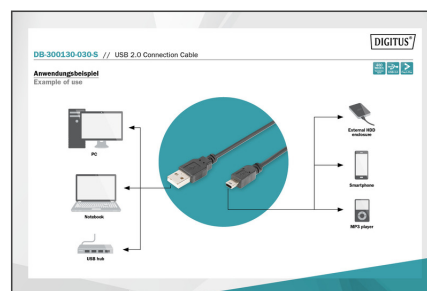 DIGITUS®
DB-300130-030-S // USB 2.0 Connection Cable
Anwendungsbeispiel
Example of use
PC
External HDD
enclosure
Notebook
Smartphone
USB hub
MP3 player